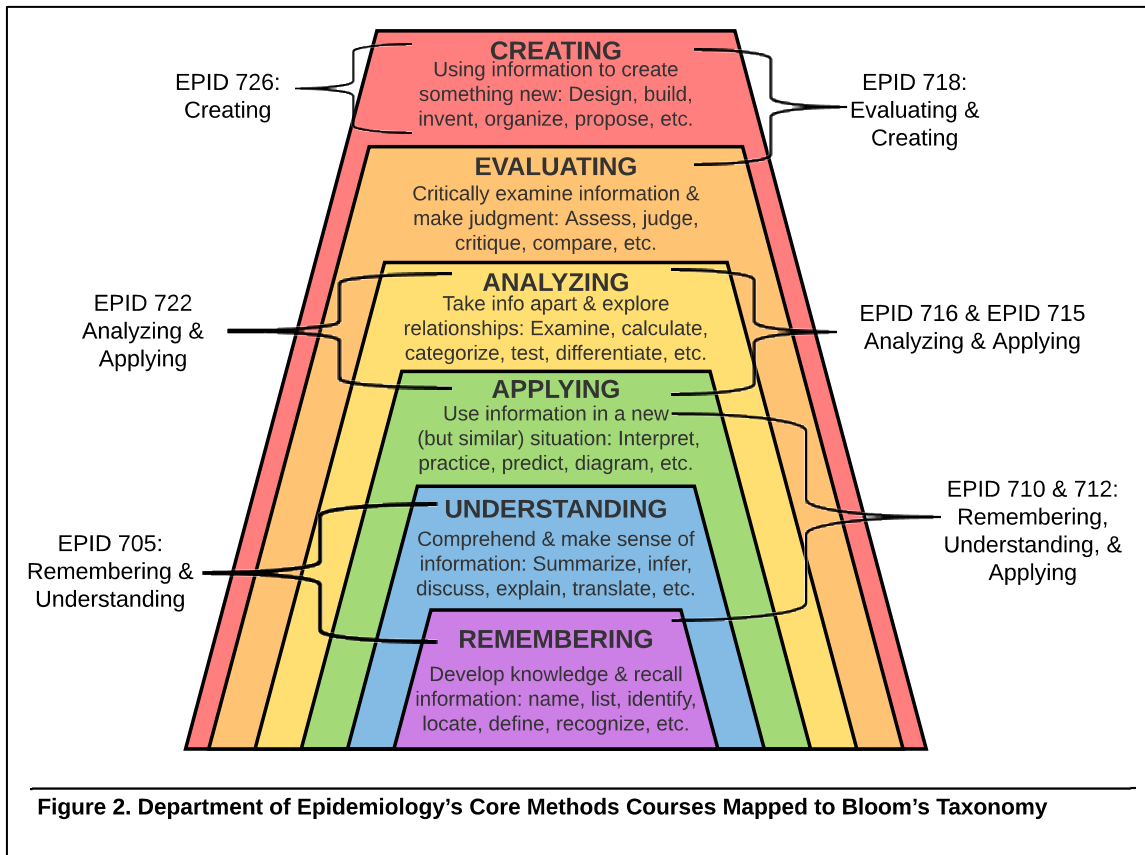 CREATING
Using information to create
something new: Design, build,
invent, organize, propose, etc.
EPID 726:
Creating
EPID 718:
Evaluating &
Creating
EVALUATING
Critically examine information &
make judgment: Assess, judge,
critique, compare, etc.
ANALYZING
Take info apart & explore
relationships: Examine, calculate,
categorize, test, differentiate, etc.
EPID 722
Analyzing &
Applying
EPID 716 & EPID 715
Analyzing & Applying
APPLYING
Use information in a new
(but similar) situation: Interpret,
practice, predict, diagram, etc.
UNDERSTANDING
Comprehend & make sense of
information: Summarize, infer,
discuss, explain, translate, etc.
EPID 705:
Remembering &
Understanding
EPID 710 & 712:
Remembering,
Understanding, &
Applying
REMEMBERING
Develop knowledge & recall
information: name, list, identify,
locate, define, recognize, etc.
Figure 2. Department of Epidemiology's Core Methods Courses Mapped to Bloom's Taxonomy